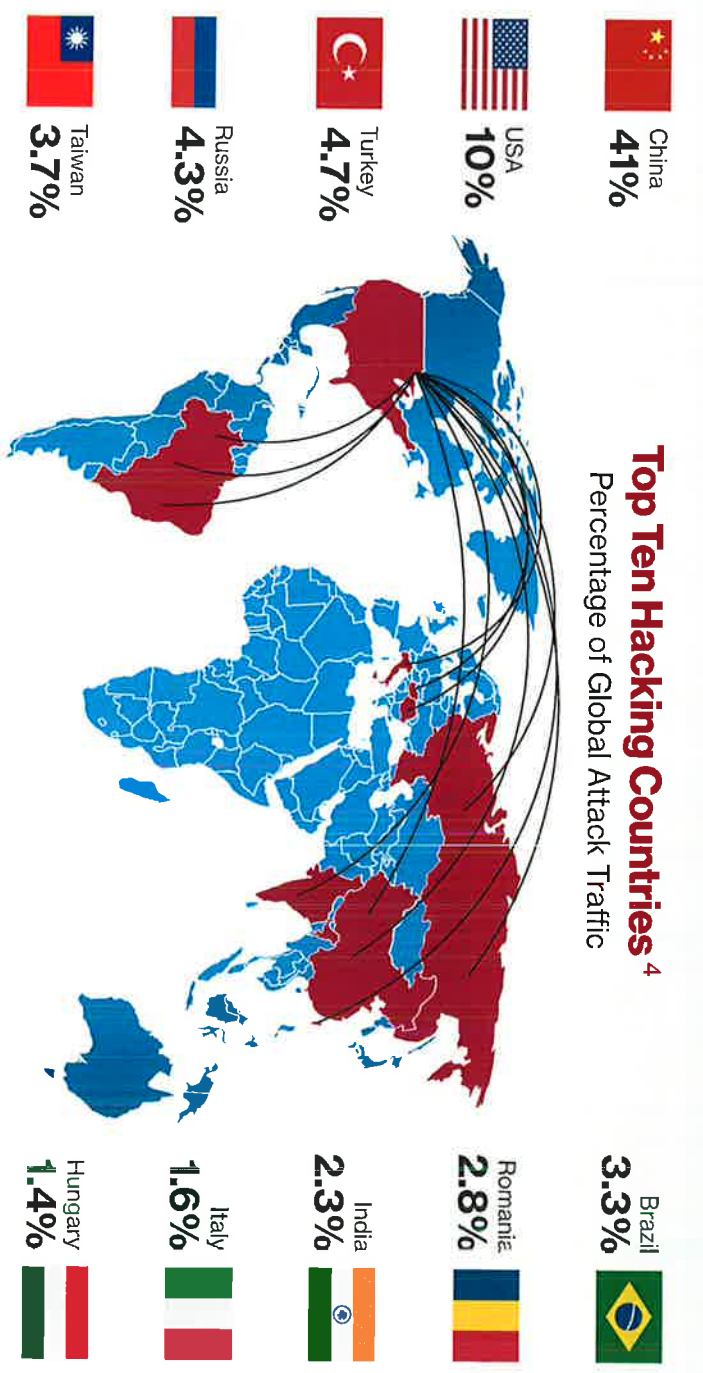 Top Ten Hacking Countries 4
Percentage of Global Attack Traffic
China
41%
USA
10%
Turkey
4.7%
Russia
4.3%
Taiwan
3.7%
Brazil
3.3%
Romania
2.8%
India
2.3%
Italy
1.6%
Hungary
1.4%